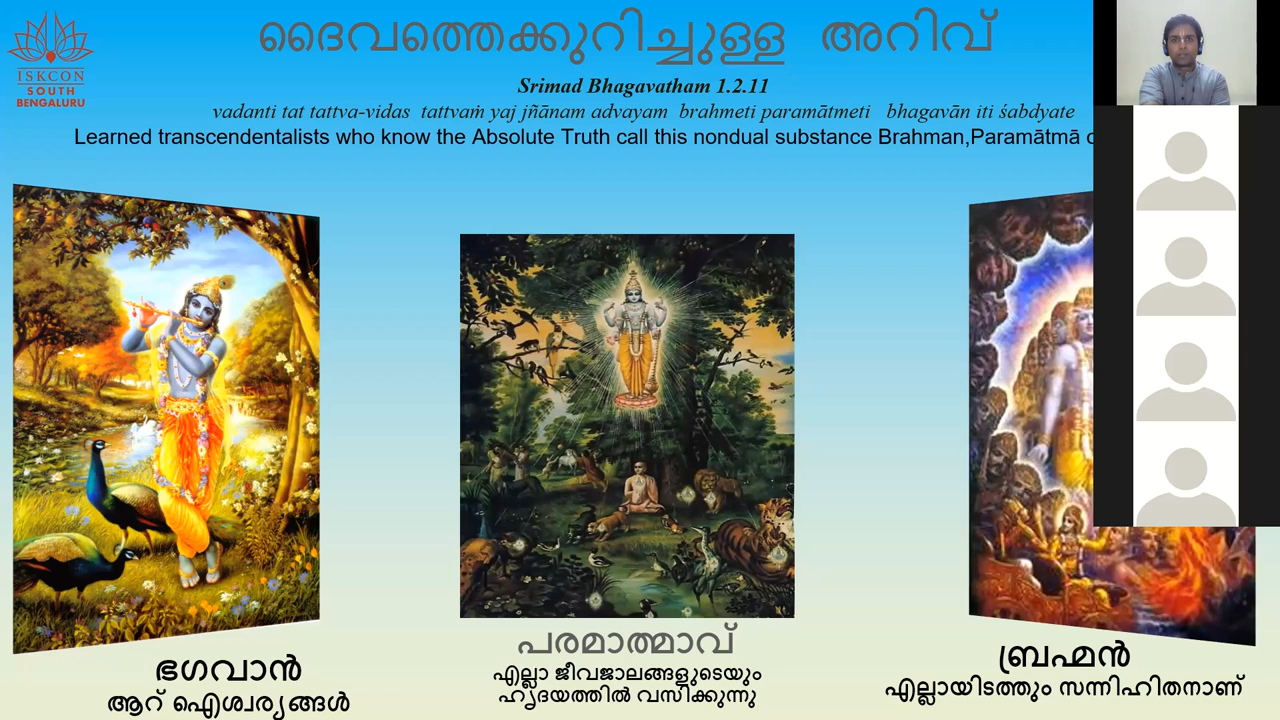 ISKCON
SOUTH
BENGALURU
ദൈവത്തെക്കുറിച്ചുള്ള അറിവ്
Srimad Bhagavatham 1.2.11
vadanti tat tattva-vidas tattvaṁ yaj jñānam advayam brahmeti paramātmeti bhagavān iti śabdyate
Learned transcendentalists who know the Absolute Truth call this nondual substance Brahman,Paramātmā
ഭഗവാൻ
ആറ് ഐശ്വര്യങ്ങൾ
പരമാത്മാവ്
എല്ലാ ജീവജാലങ്ങളുടെയും
ഹൃദയത്തിൽ വസിക്കുന്നു
ബ്രഹ്മൻ
എല്ലായിടത്തും സന്നിഹിതനാണ്